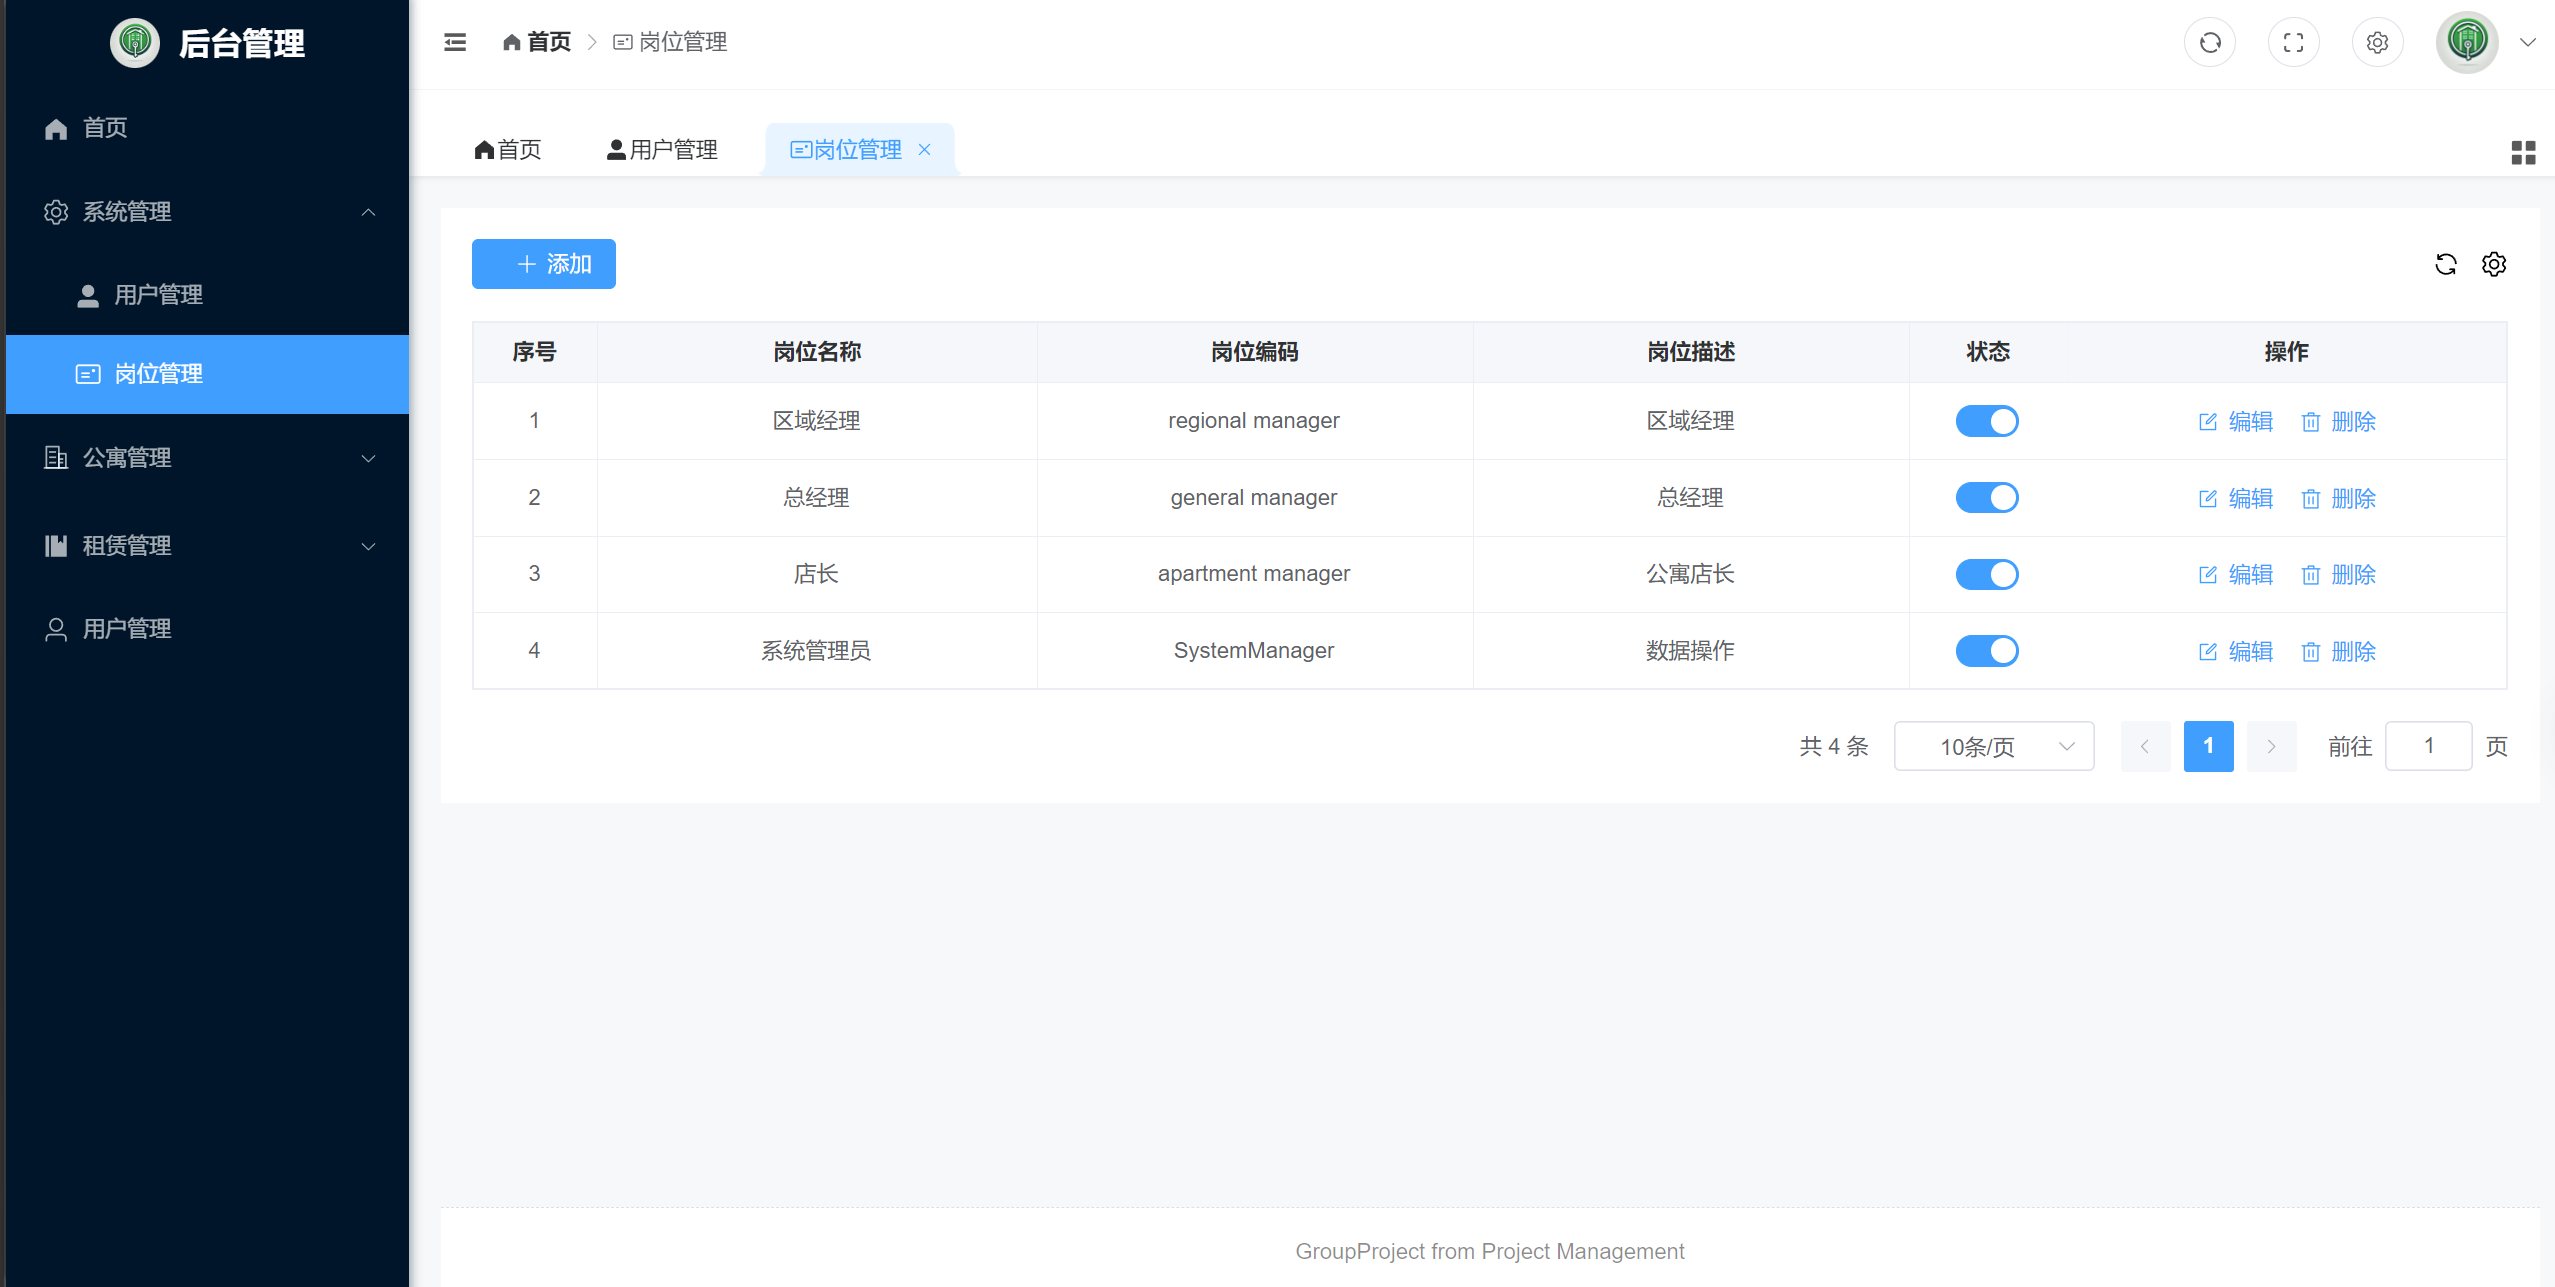 后台管理
首页
系统管理
用户管理
岗位管理
公寓管理
租赁管理
用户管理
首页 岗位管理
首页 用户管理 岗位管理
添加
序号 岗位名称 岗位编码 岗位描述 状态 操作
1 区域经理 regional manager 区域经理 编辑 删除
2 总经理 general manager 总经理 编辑 删除
3 店长 apartment manager 公寓店长 编辑 删除
4 系统管理员 SystemManager 数据操作 编辑 删除
共 4 条 10条/页 1 前往 1 页
GroupProject from Project Management